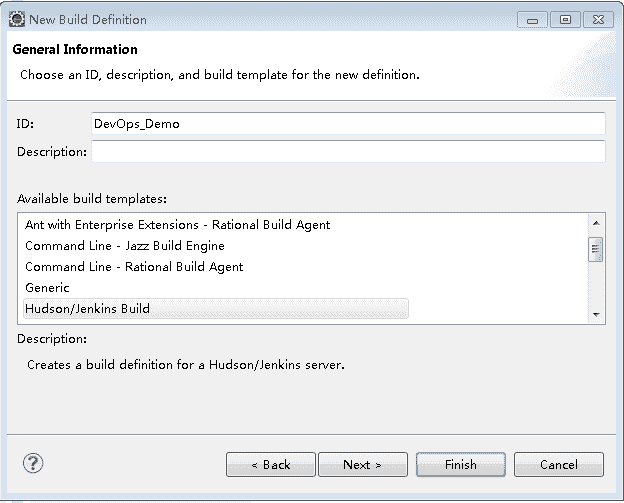 New Build Definition
General Information
Choose an ID, description, and build template for the new definition.
ID: DevOps_Demo
Description:
Available build templates:
Ant with Enterprise Extensions - Rational Build Agent
Command Line - Jazz Build Engine
Command Line - Rational Build Agent
Generic
Hudson/Jenkins Build
Description:
Creates a build definition for a Hudson/Jenkins server.
? < Back Next > Finish Cancel